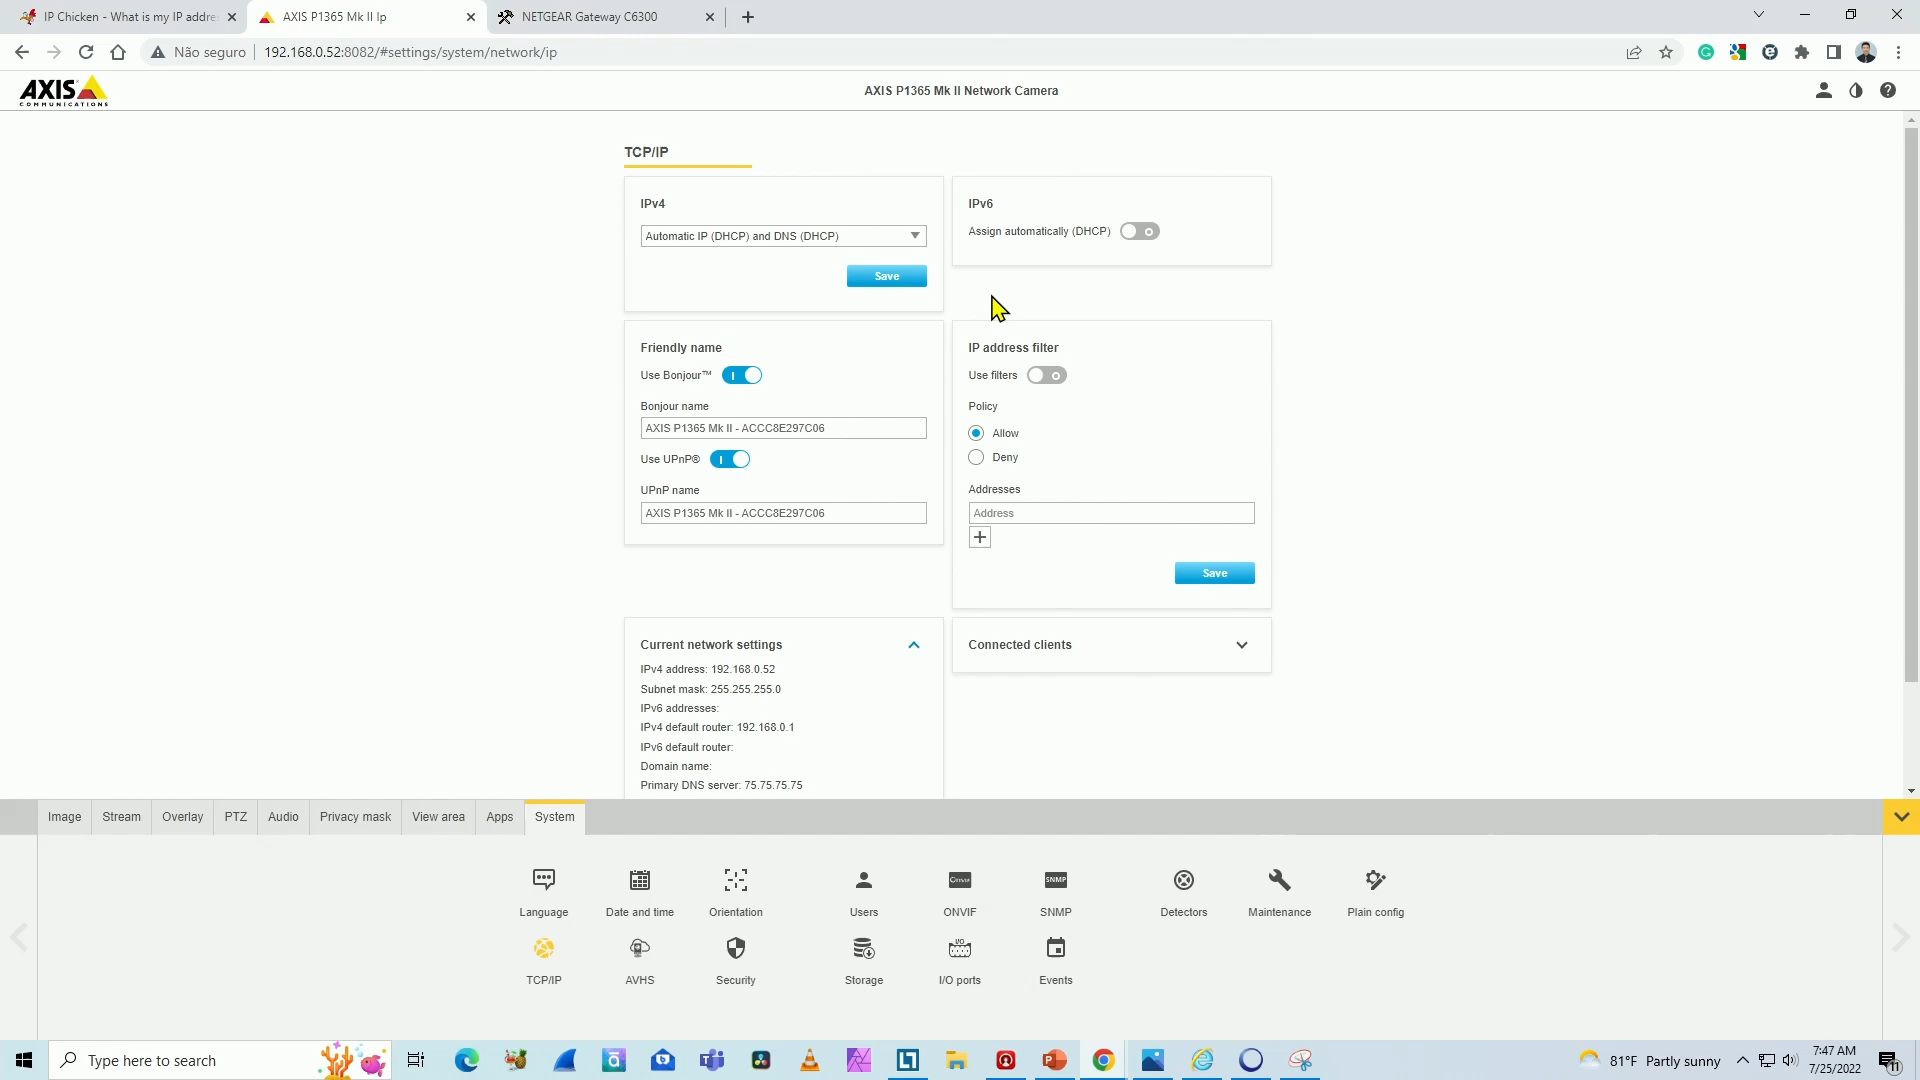 IP Chicken - What is my IP addre
AXIS P1365 Mk II Ip
NETGEAR Gateway C6300
Não seguro
192.168.0.52:8082/#settings/system/network/ip
AXIS
COMMUNICATIONS
AXIS P1365 Mk II Network Camera
TCP/IP
IPv4
Automatic IP (DHCP) and DNS (DHCP)
Save
IPv6
Assign automatically (DHCP)
Friendly name
Use Bonjour™
Bonjour name
AXIS P1365 Mk II - ACCC8E297C06
Use UPnP®
UPnP name
AXIS P1365 Mk II - ACCC8E297C06
IP address filter
Use filters
Policy
Allow
Deny
Addresses
Address
Save
Current network settings
IPv4 address: 192.168.0.52
Subnet mask: 255.255.255.0
IPv6 addresses:
IPv4 default router: 192.168.0.1
IPv6 default router:
Domain name:
Primary DNS server: 75.75.75.75
Connected clients
Image
Stream
Overlay
PTZ
Audio
Privacy mask
View area
Apps
System
Language
Date and time
Orientation
Users
ONVIF
ONVIF
SNMP
SNMP
Detectors
Maintenance
Plain config
TCP/IP
AVHS
Security
Storage
I/O
I/O ports
Events
Type here to search
81°F Partly sunny
7:47 AM
7/25/2022
11